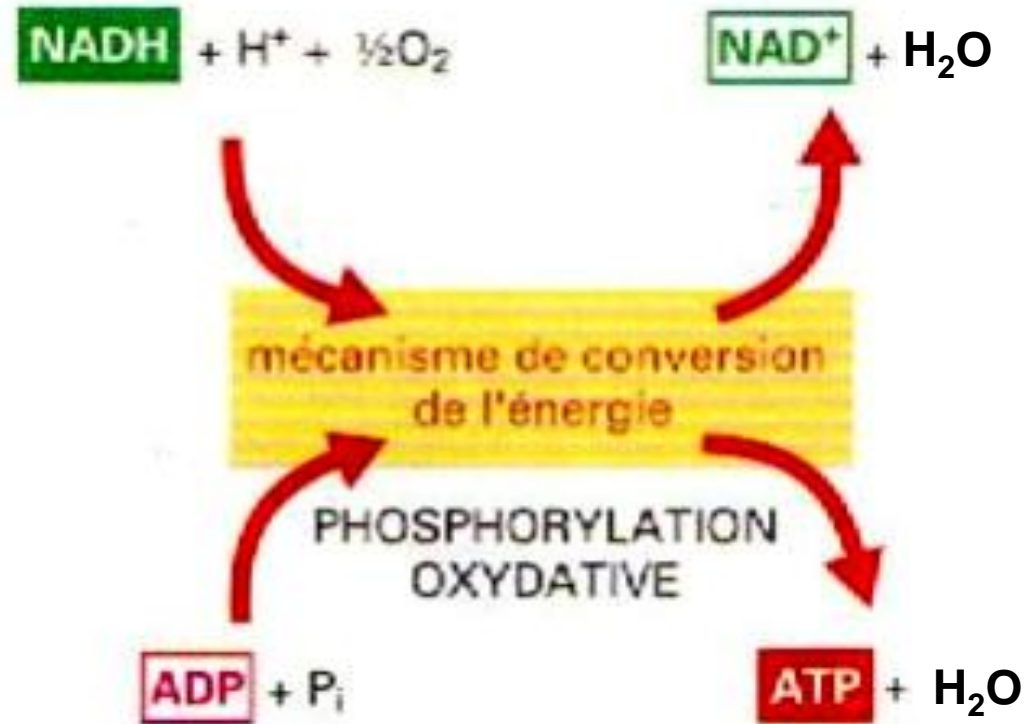 NADH + H⁺ + ½O₂
NAD⁺ + H₂O
mécanisme de conversion
de l'énergie
PHOSPHORYLATION
OXYDATIVE
ADP + Pᵢ
ATP + H₂O